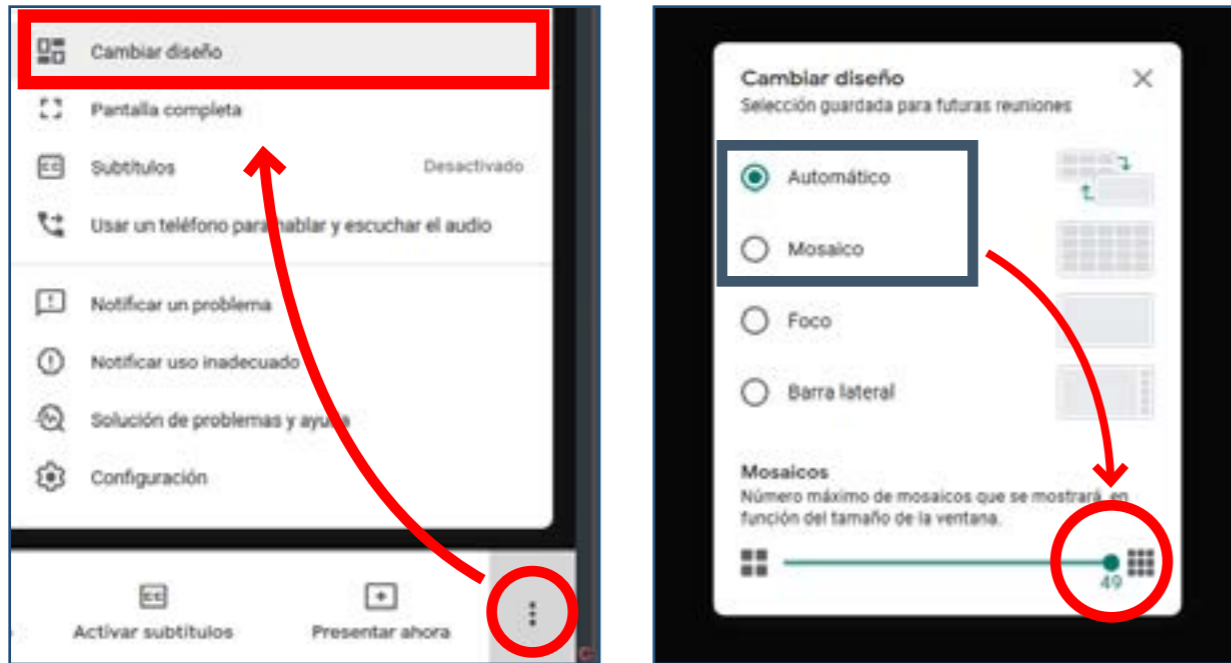 Cambiar diseño
Pantalla completa
Subtítulos Desactivado
Usar un teléfono para hablar y escuchar el audio
Notificar un problema
Notificar uso inadecuado
Solución de problemas y ayuda
Configuración
Activar subtítulos Presentar ahora
Cambiar diseño
Selección guardada para futuras reuniones
Automático
Mosaico
Foco
Barra lateral
Mosaicos
Número máximo de mosaicos que se mostrará, en
función del tamaño de la ventana.
49